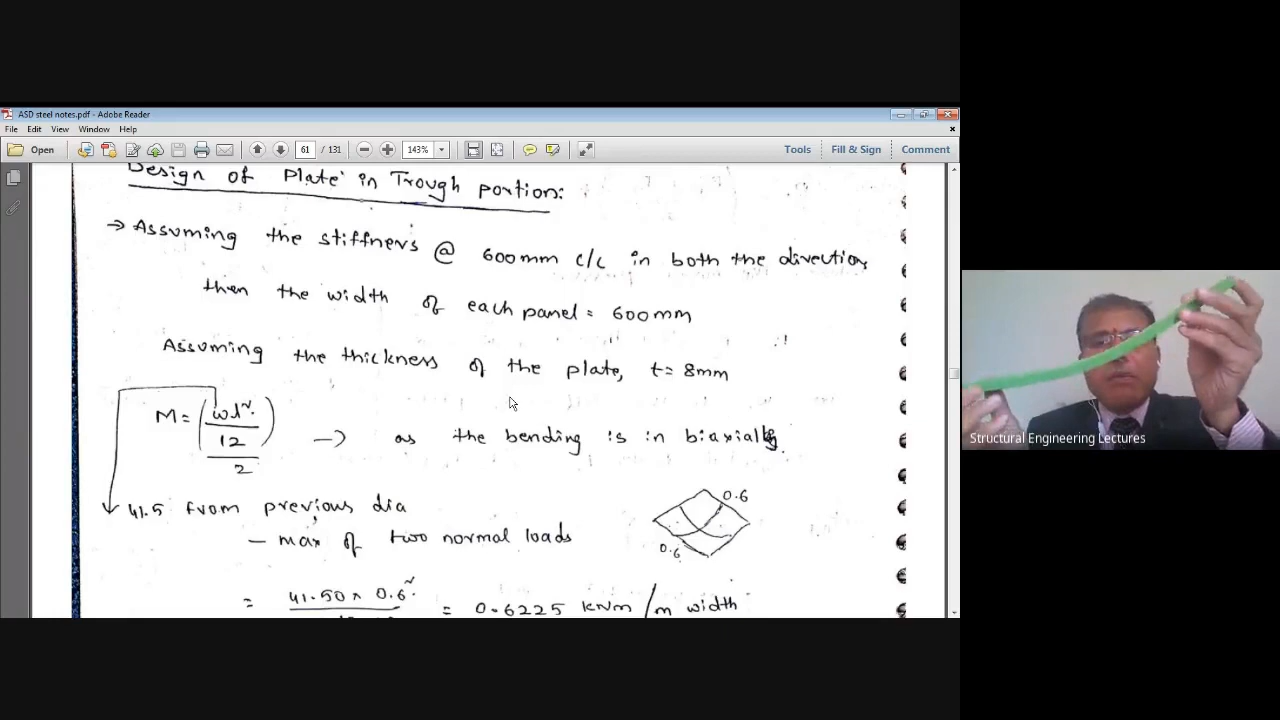 ASD steel notes.pdf - Adobe Reader
File Edit View Window Help
Open 61 / 131 143% Tools Fill & Sign Comment
Design of Plate in Trough portion:
→ Assuming the stiffners @ 600mm c/c in both the direction,
then the width of each panel = 600mm
Assuming the thickness of the plate, t = 8mm
M = ((wl²/12)/2) → as the bending is in biaxially.
41.5 from previous dia
- max of two normal loads
0.6
0.6
= 41.50 x 0.6² = 0.6225 kNm/m width
Structural Engineering Lectures